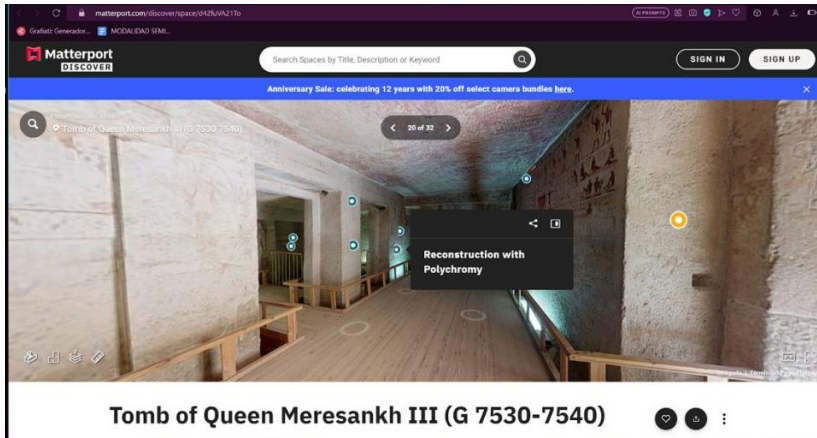 matterport.com/discover/space/d42fuVA21To
AI PROMPTS
Grafiati: Generador...
MODALIDAD SEMI...
Matterport
DISCOVER
Search Spaces by Title, Description or Keyword
SIGN IN
SIGN UP
Anniversary Sale: celebrating 12 years with 20% off select camera bundles here.
Tomb of Queen Meresankh III (G 7530-7540)
20 of 32
Reconstruction with
Polychromy
Tomb of Queen Meresankh III (G 7530-7540)